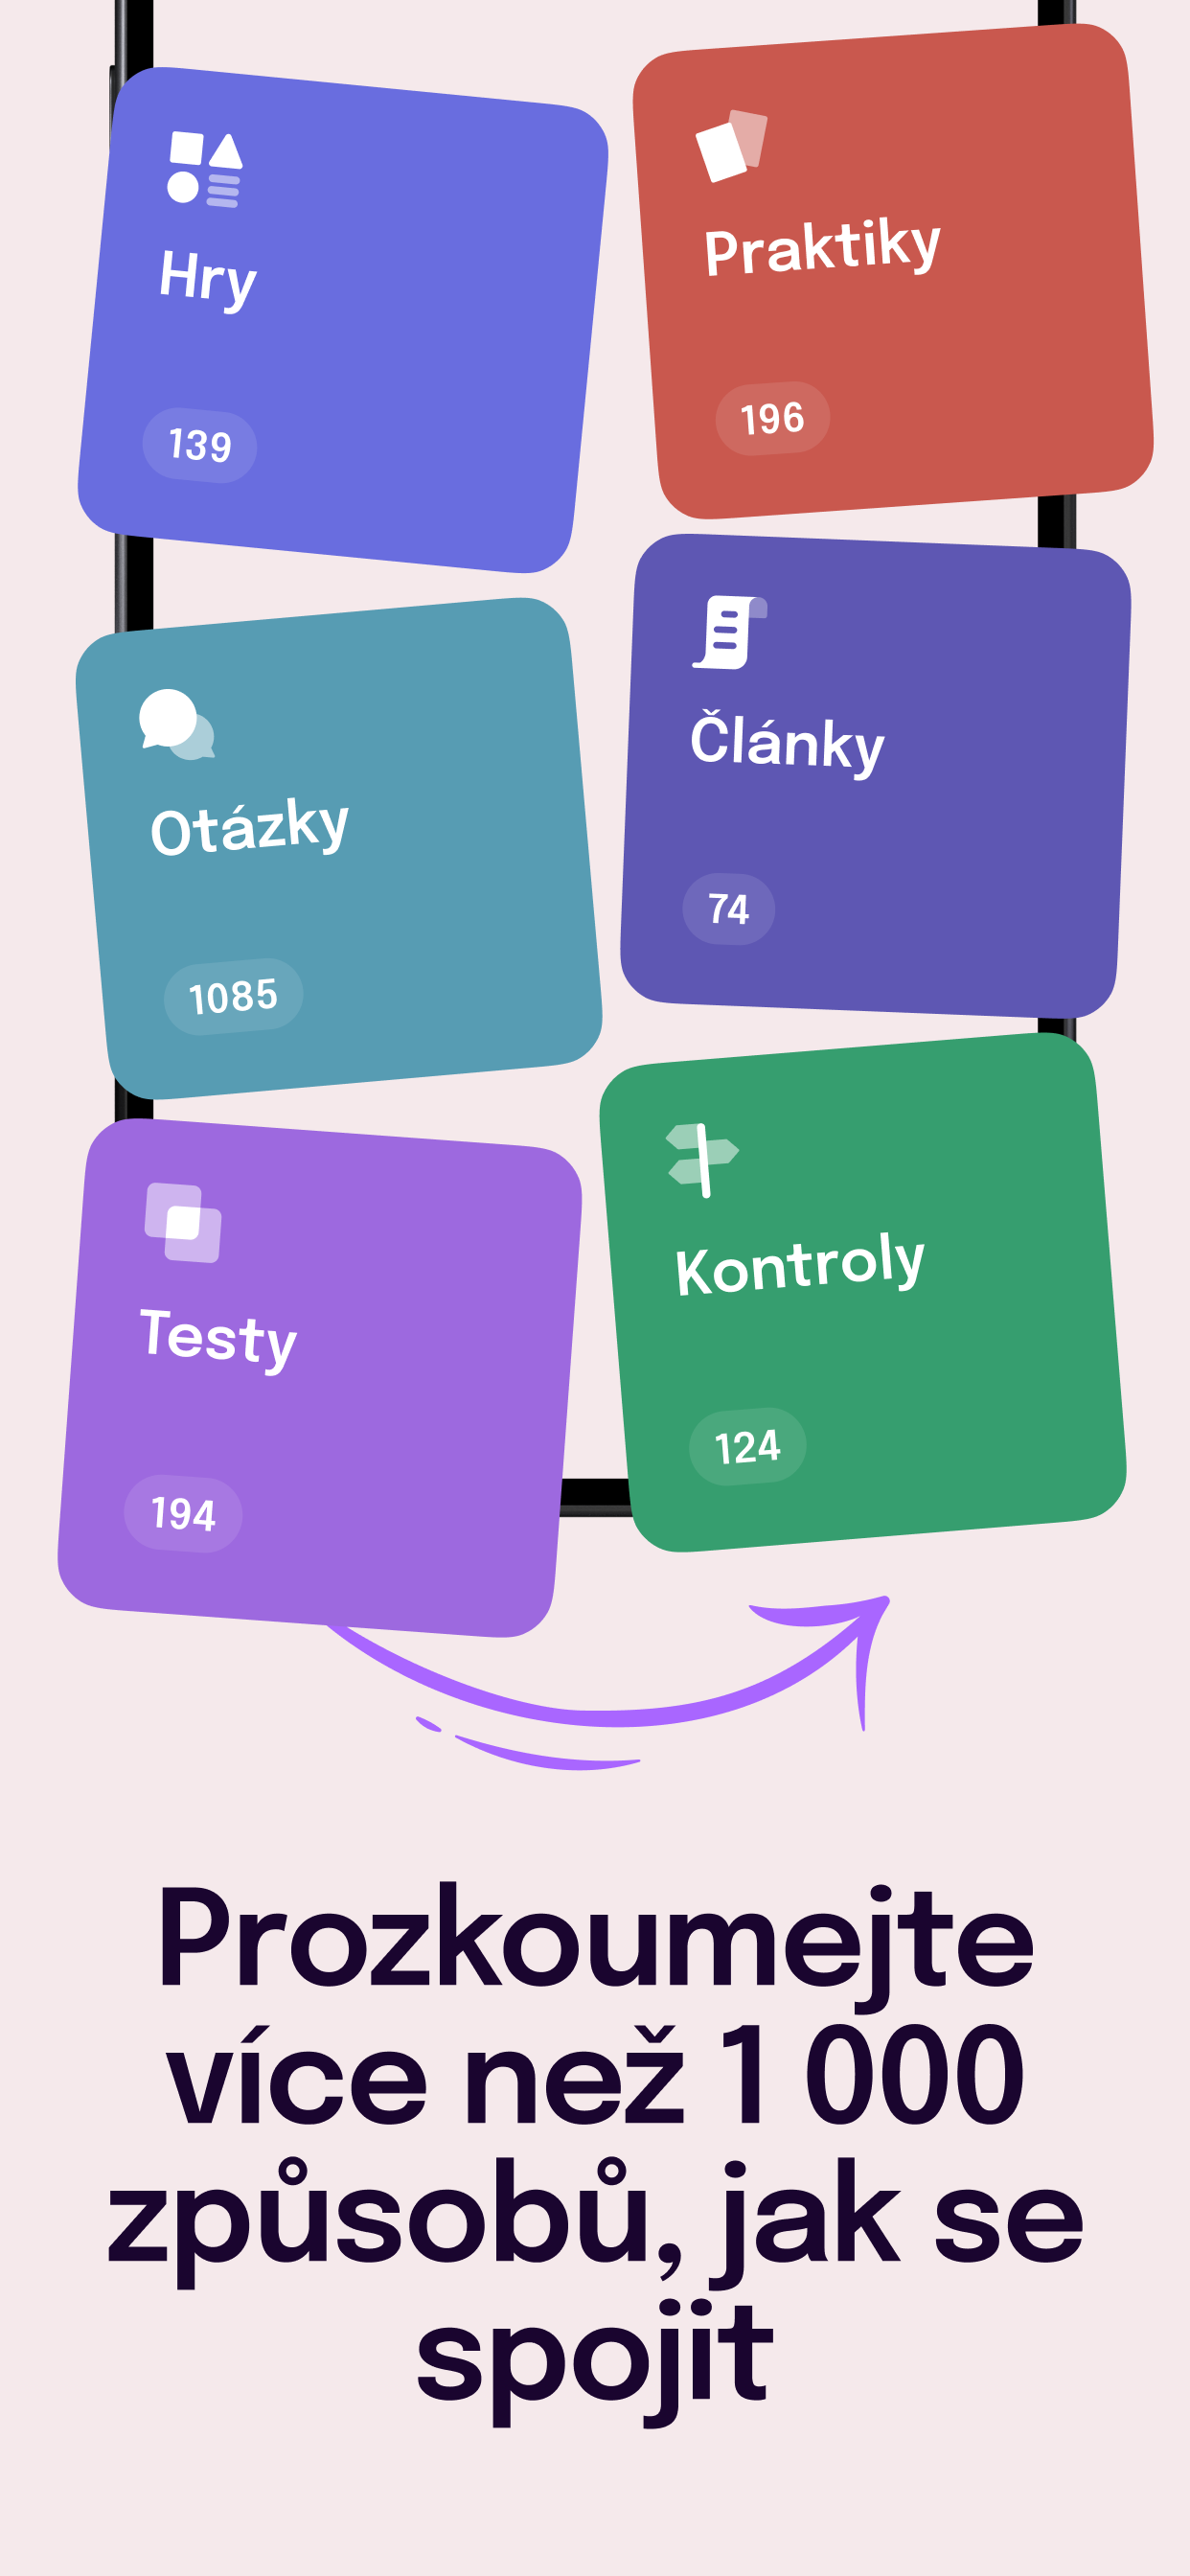 Hry
139
Praktiky
196
Otázky
1085
Články
74
Testy
194
Kontroly
124
Prozkoumejte
více než 1 000
způsobů, jak se
spojit